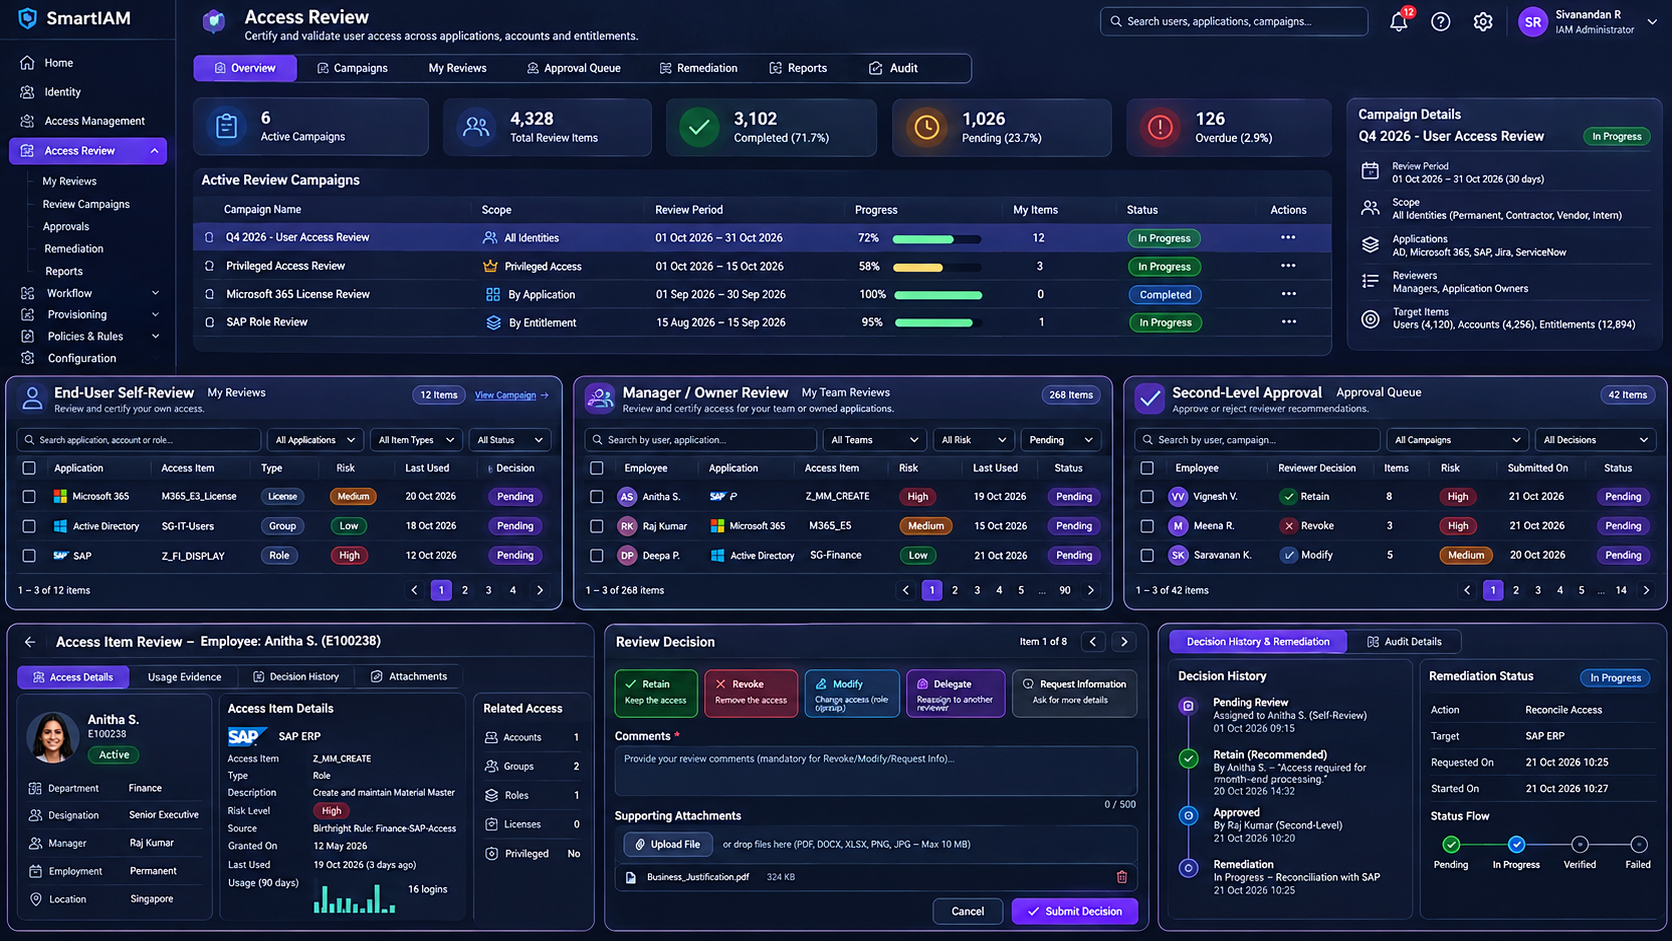 SmartIAM
Home
Identity
Access Management
Access Review
My Reviews
Review Campaigns
Approvals
Remediation
Reports
Workflow
Provisioning
Policies & Rules
Configuration
Access Review
Certify and validate user access across applications, accounts and entitlements.
Search users, applications, campaigns...
12
SR
Sivanandan R
IAM Administrator
Overview
Campaigns
My Reviews
Approval Queue
Remediation
Reports
Audit
6
Active Campaigns
4,328
Total Review Items
3,102
Completed (71.7%)
1,026
Pending (23.7%)
126
Overdue (2.9%)
Active Review Campaigns
Campaign Name Scope Review Period Progress My Items Status Actions
Q4 2026 - User Access Review All Identities 01 Oct 2026 – 31 Oct 2026 72% 12 In Progress
Privileged Access Review Privileged Access 01 Oct 2026 – 15 Oct 2026 58% 3 In Progress
Microsoft 365 License Review By Application 01 Sep 2026 – 30 Sep 2026 100% 0 Completed
SAP Role Review By Entitlement 15 Aug 2026 – 15 Sep 2026 95% 1 In Progress
Campaign Details
Q4 2026 - User Access Review In Progress
Review Period
01 Oct 2026 – 31 Oct 2026 (30 days)
Scope
All Identities (Permanent, Contractor, Vendor, Intern)
Applications
AD, Microsoft 365, SAP, Jira, ServiceNow
Reviewers
Managers, Application Owners
Target Items
Users (4,120), Accounts (4,256), Entitlements (12,894)
End-User Self-Review My Reviews 12 Items View Campaign →
Review and certify your own access.
Search application, account or role... All Applications All Item Types All Status
Application Access Item Type Risk Last Used Decision
Microsoft 365 M365_E3_License License Medium 20 Oct 2026 Pending
Active Directory SG-IT-Users Group Low 18 Oct 2026 Pending
SAP SAP Z_FI_DISPLAY Role High 12 Oct 2026 Pending
1 – 3 of 12 items 1 2 3 4
Manager / Owner Review My Team Reviews 268 Items
Review and certify access for your team or owned applications.
Search by user, application... All Teams All Risk Pending
Employee Application Access Item Risk Last Used Status
AS Anitha S. SAP P Z_MM_CREATE High 19 Oct 2026 Pending
RK Raj Kumar Microsoft 365 M365_E5 Medium 15 Oct 2026 Pending
DP Deepa P. Active Directory SG-Finance Low 21 Oct 2026 Pending
1 – 3 of 268 items 1 2 3 4 5 ... 90
Second-Level Approval Approval Queue 42 Items
Approve or reject reviewer recommendations.
Search by user, campaign... All Campaigns All Decisions
Employee Reviewer Decision Items Risk Submitted On Status
VV Vignesh V. Retain 8 High 21 Oct 2026 Pending
M Meena R. Revoke 3 High 21 Oct 2026 Pending
SK Saravanan K. Modify 5 Medium 20 Oct 2026 Pending
1 – 3 of 42 items 1 2 3 4 5 ... 14
Access Item Review – Employee: Anitha S. (E100238)
Access Details Usage Evidence Decision History Attachments
Anitha S.
E100238
Active
Department Finance
Designation Senior Executive
Manager Raj Kumar
Employment Permanent
Location Singapore
Access Item Details
SAP SAP ERP
Access Item Z_MM_CREATE
Type Role
Description Create and maintain Material Master
Risk Level High
Source Birthright Rule: Finance-SAP-Access
Granted On 12 May 2026
Last Used 19 Oct 2026 (3 days ago)
Usage (90 days) 16 logins
Related Access
Accounts 1
Groups 2
Roles 1
Licenses 0
Privileged No
Review Decision Item 1 of 8
Retain
Keep the access
Revoke
Remove the access
Modify
Change access (role
Delegate
Reassign to another
reviewer
Request Information
Ask for more details
Comments *
Provide your review comments (mandatory for Revoke/Modify/Request Info)...
0 / 500
Supporting Attachments
Upload File or drop files here (PDF, DOCX, XLSX, PNG, JPG – Max 10 MB)
Business_Justification.pdf 324 KB
Cancel Submit Decision
Decision History & Remediation Audit Details
Decision History
Pending Review
Assigned to Anitha S. (Self-Review)
01 Oct 2026 09:15
Retain (Recommended)
By Anitha S. – "Access required for
month-end processing."
20 Oct 2026 14:32
Approved
By Raj Kumar (Second-Level)
21 Oct 2026 10:20
Remediation
In Progress – Reconciliation with SAP
21 Oct 2026 10:25
Remediation Status In Progress
Action Reconcile Access
Target SAP ERP
Requested On 21 Oct 2026 10:25
Started On 21 Oct 2026 10:27
Status Flow
Pending In Progress Verified Failed